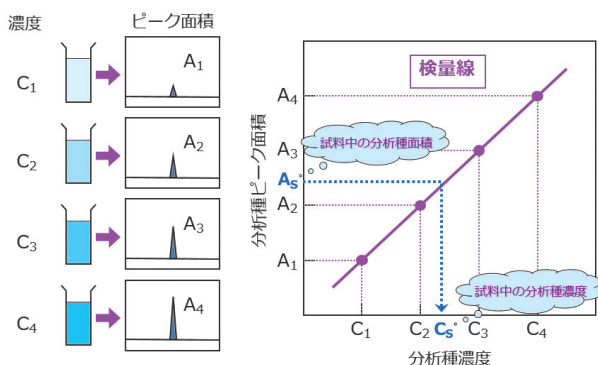 濃度
ピーク面積
C1
A1
C2
A2
C3
A3
C4
A4
検量線
分析種ピーク面積
A4
試料中の分析種面積
A3
AS
A2
A1
試料中の分析種濃度
C1
C2
CS
C3
C4
分析種濃度